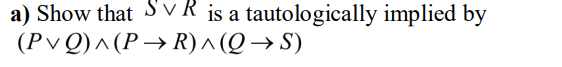 a) Show that S ∨ R is a tautologically implied by
(P ∨ Q) ∧ (P → R) ∧ (Q → S)